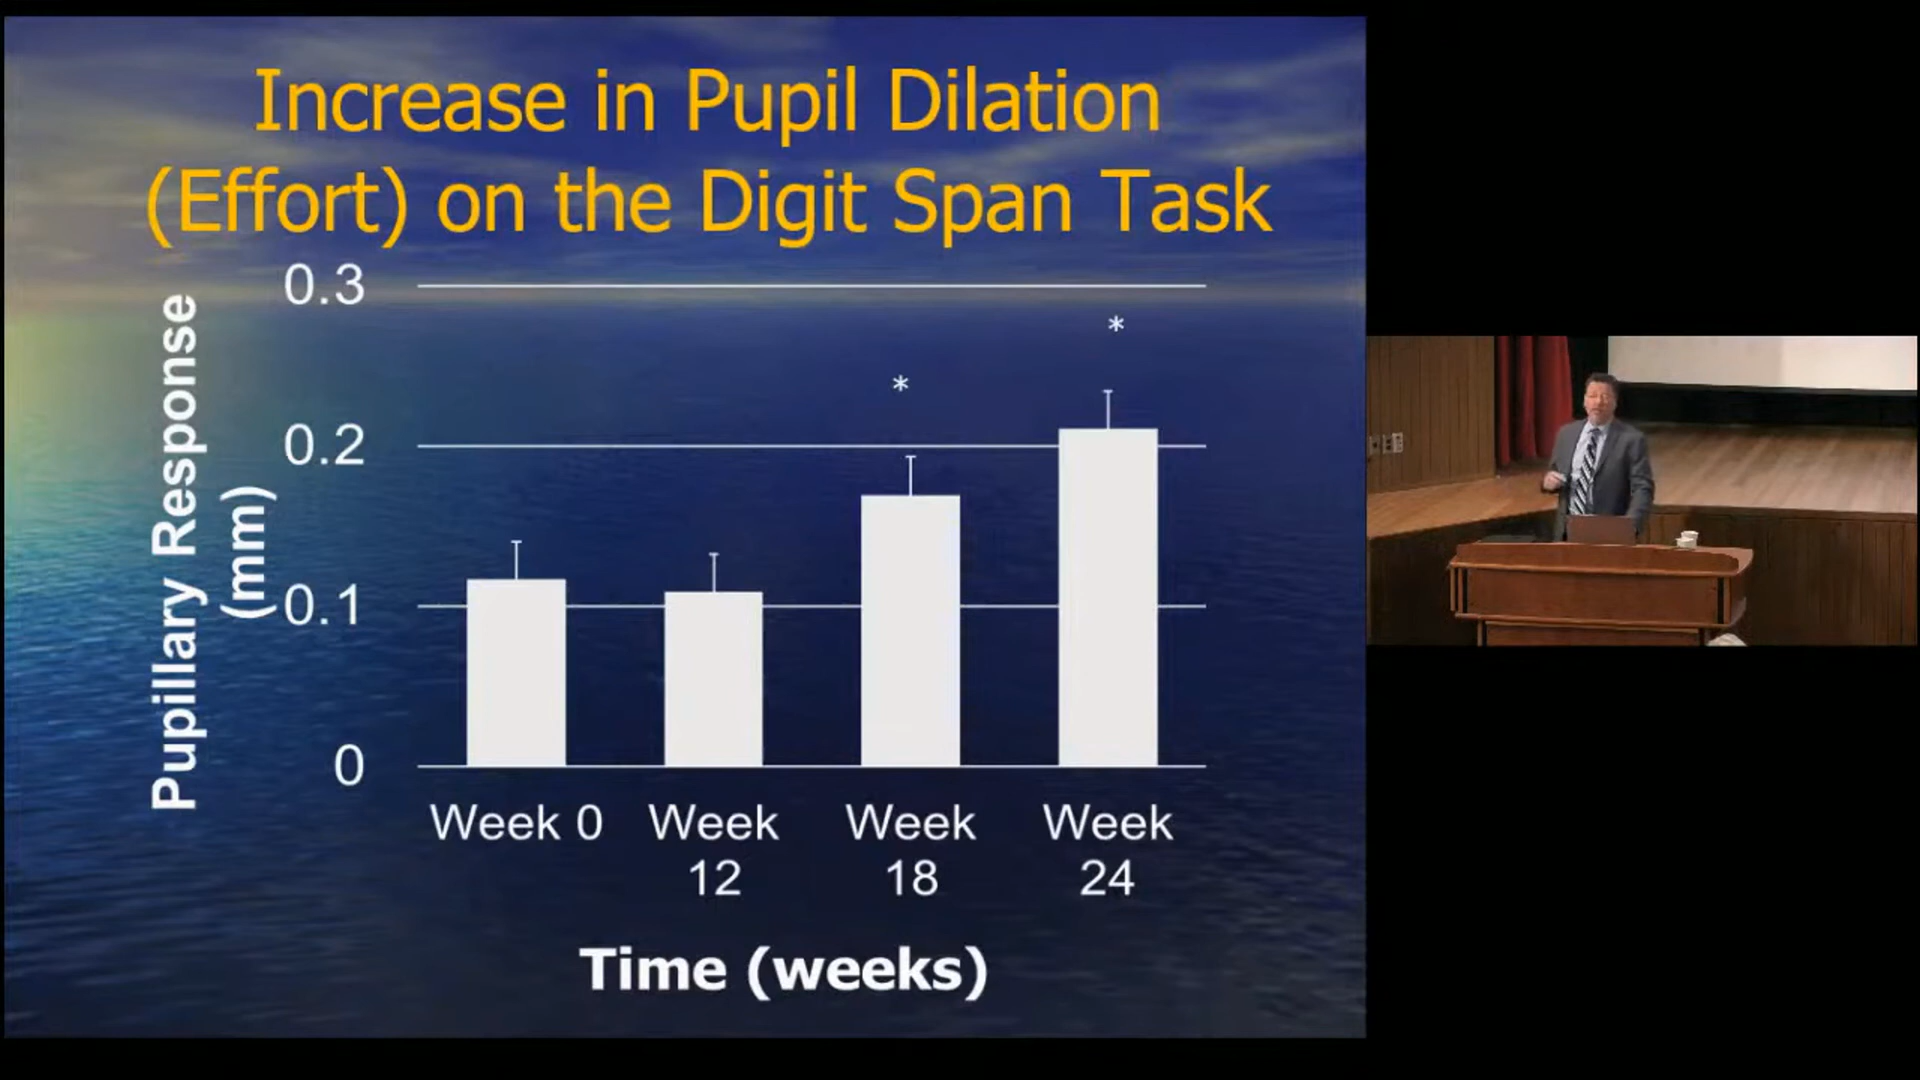 Increase in Pupil Dilation
(Effort) on the Digit Span Task
Pupillary Response
(mm)
0.3
0.2
0.1
0
*
*
Week 0
Week
12
Week
18
Week
24
Time (weeks)